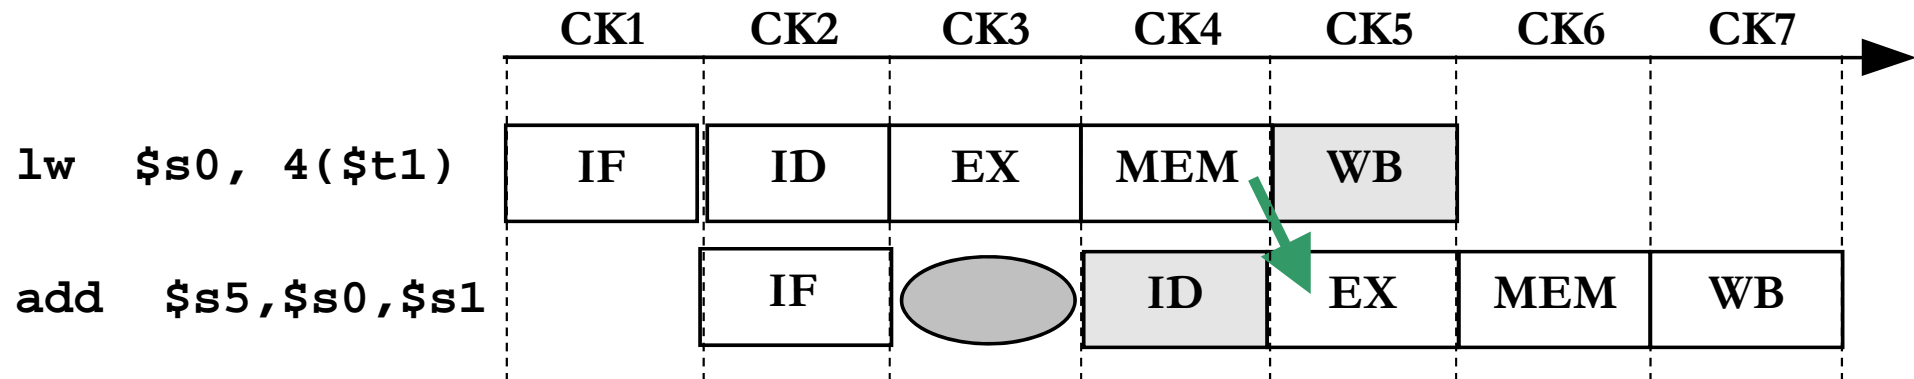 CK1 CK2 CK3 CK4 CK5 CK6 CK7
lw $s0, 4($t1) IF ID EX MEM WB
add $s5,$s0,$s1 IF ID EX MEM WB